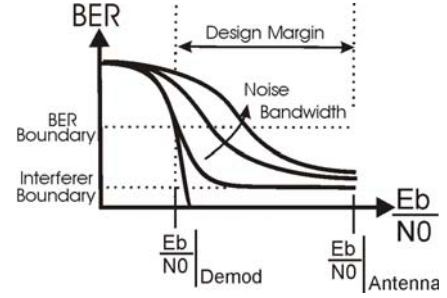 BER
Design Margin
Noise
Bandwidth
BER
Boundary
Interferer
Boundary
Eb
N0
Eb
N0 Demod
Eb
N0 Antenna